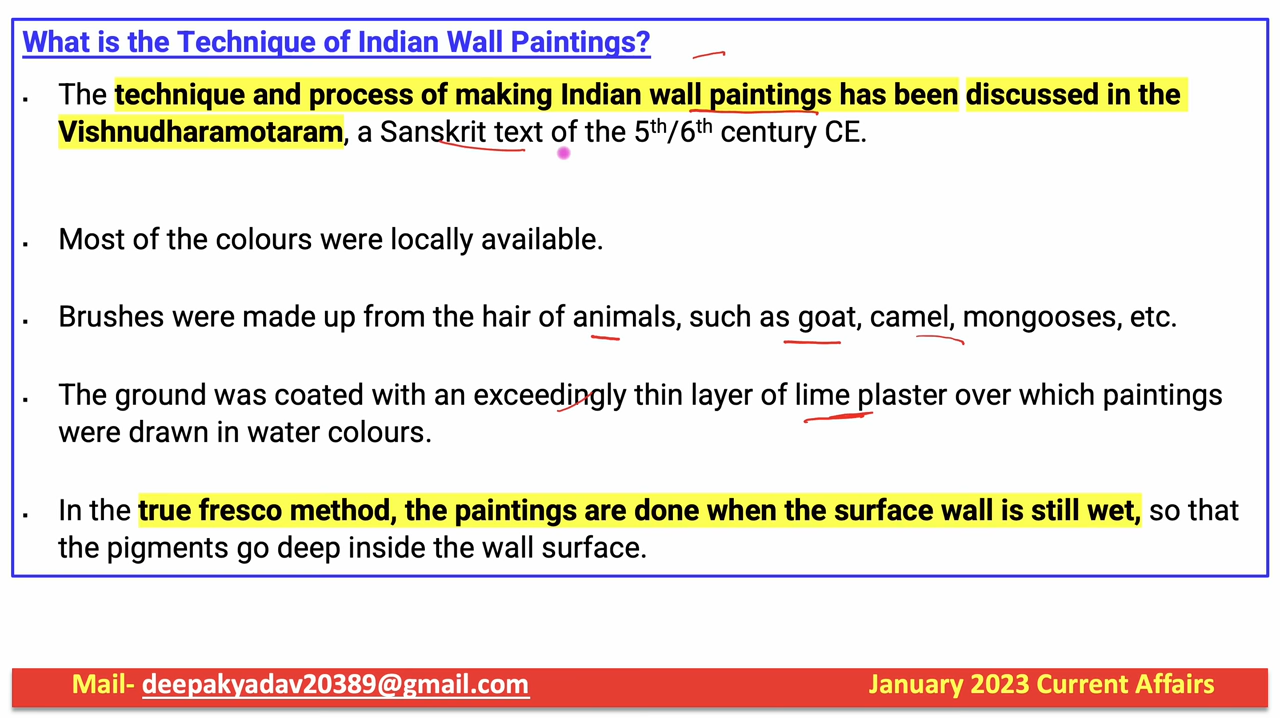 What is the Technique of Indian Wall Paintings?
▪ The technique and process of making Indian wall paintings has been discussed in the
Vishnudharamotaram, a Sanskrit text of the 5th/6th century CE.
▪ Most of the colours were locally available.
▪ Brushes were made up from the hair of animals, such as goat, camel, mongooses, etc.
▪ The ground was coated with an exceedingly thin layer of lime plaster over which paintings
were drawn in water colours.
▪ In the true fresco method, the paintings are done when the surface wall is still wet, so that
the pigments go deep inside the wall surface.
Mail- deepakyadav20389@gmail.com January 2023 Current Affairs